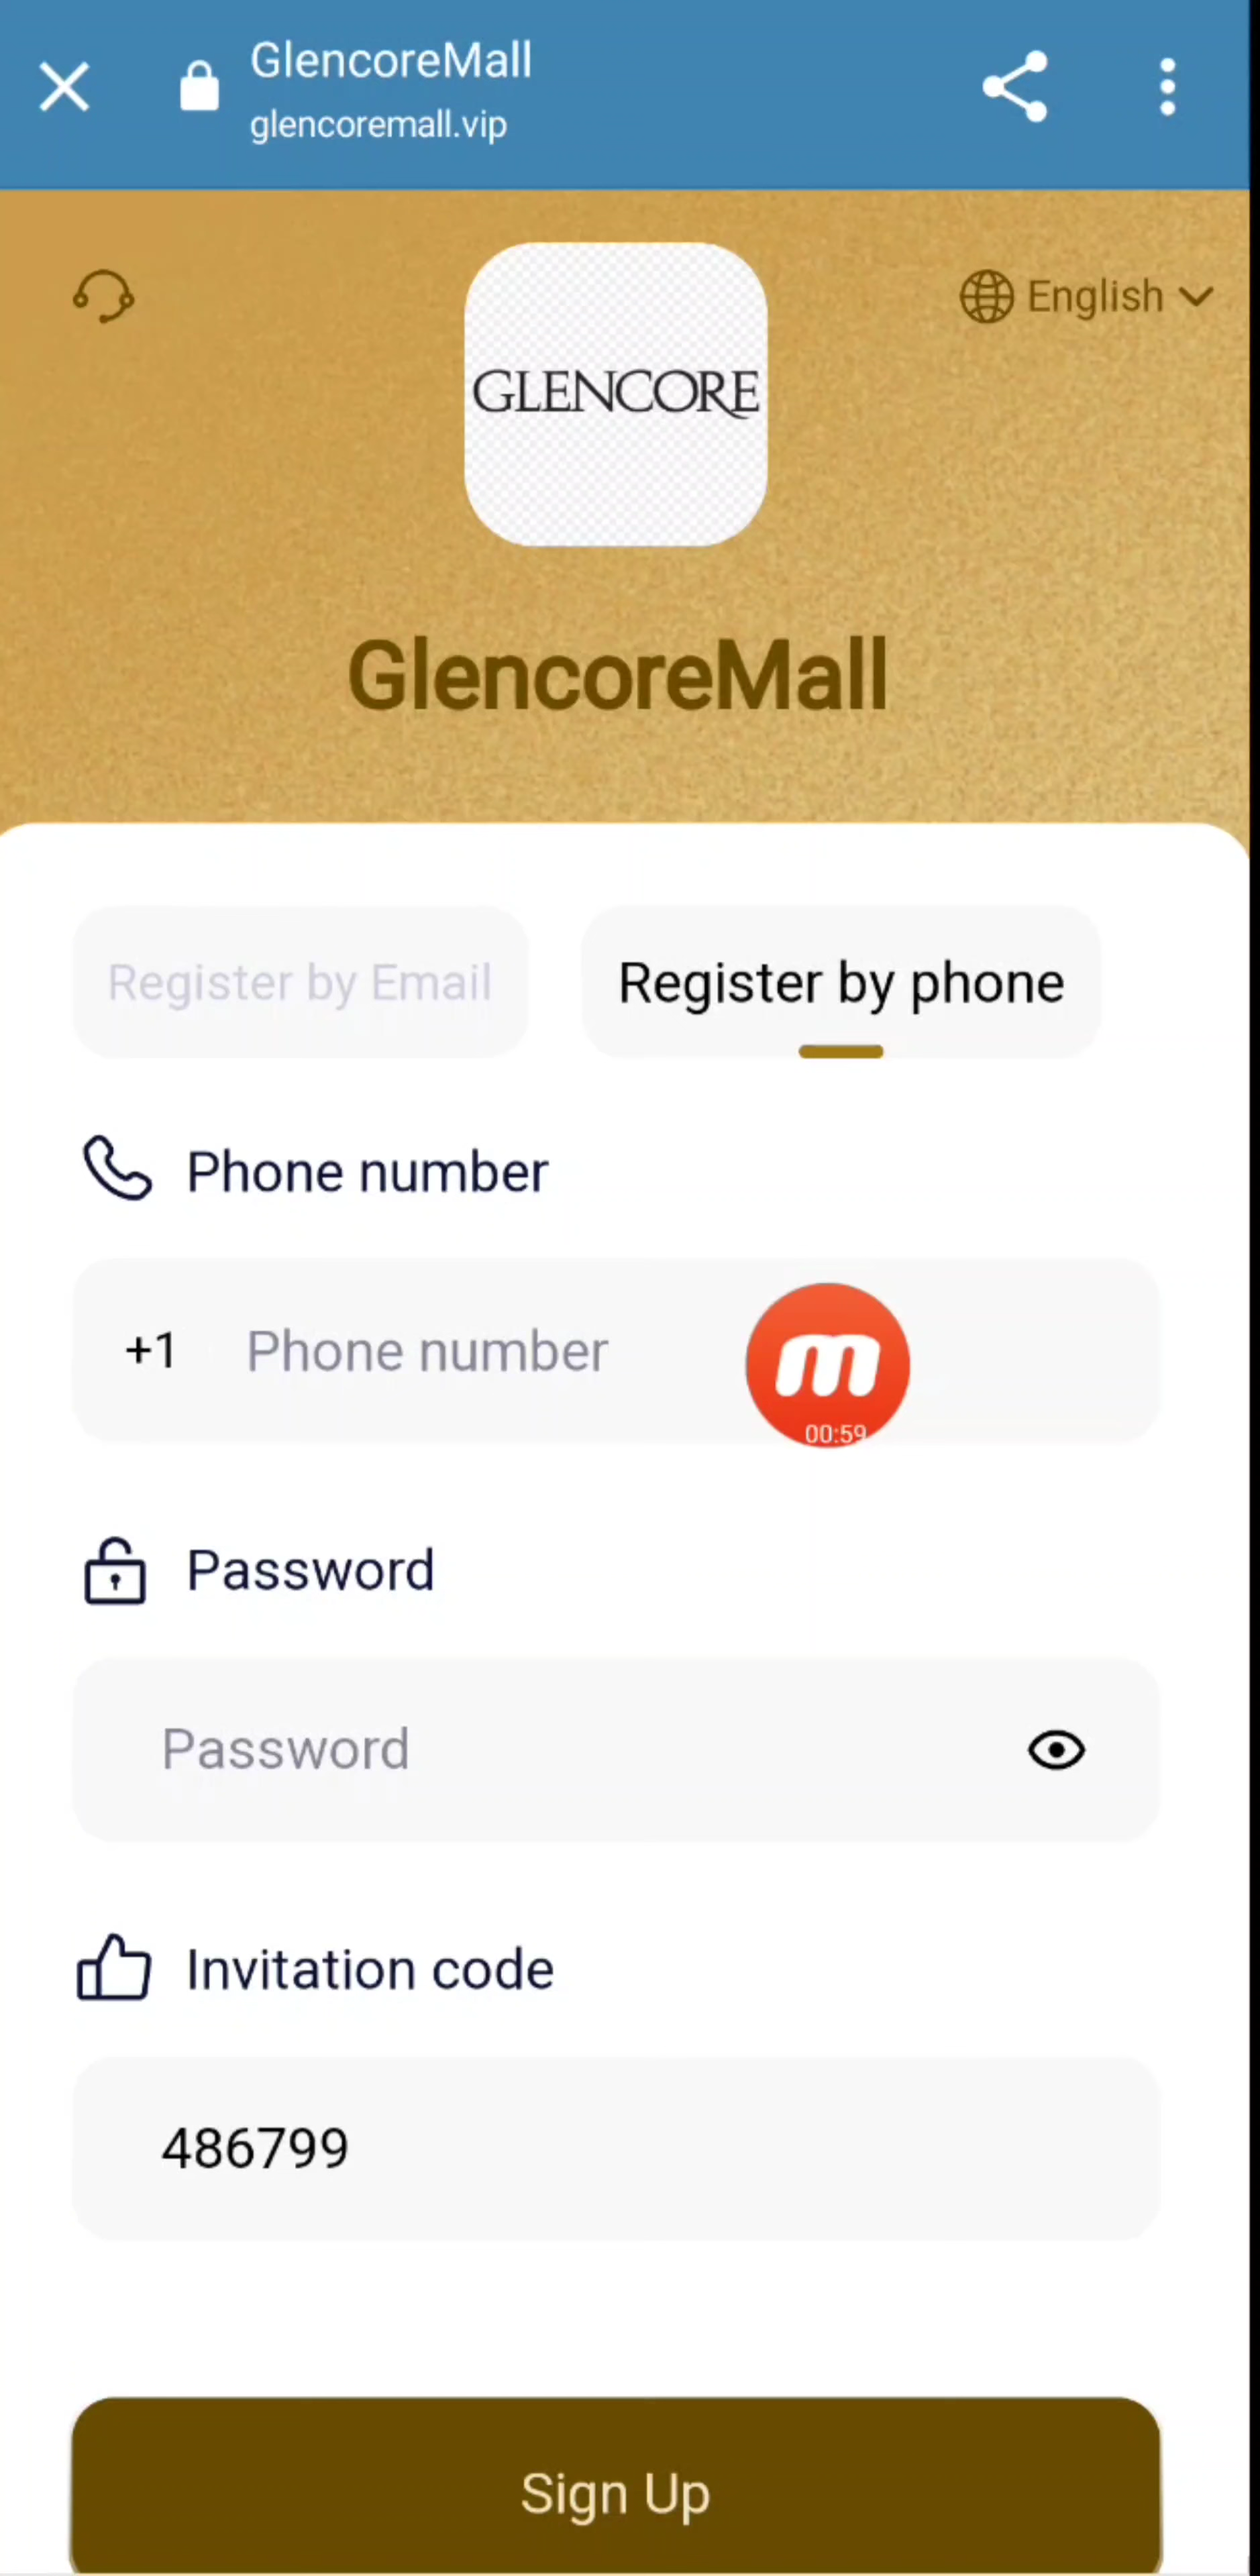 GlencoreMall
glencoremall.vip
English
GLENCORE
GlencoreMall
Register by Email
Register by phone
Phone number
+1 Phone number
m
00:59
Password
Password
Invitation code
486799
Sign Up